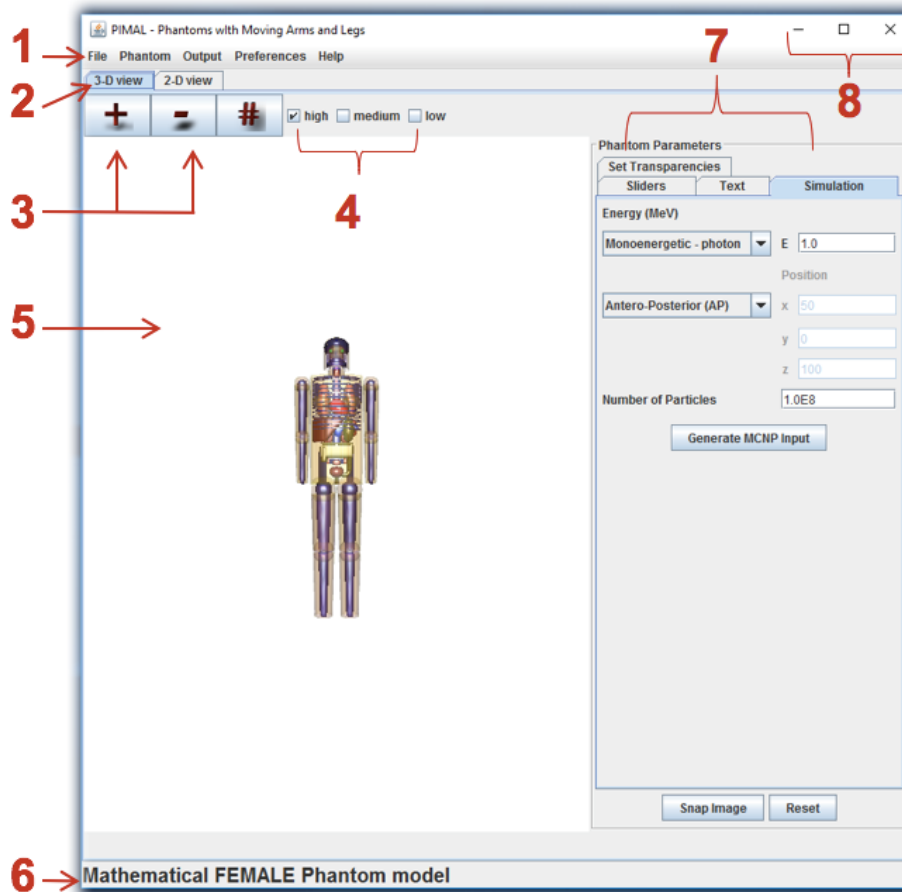 PIMAL - Phantoms wIth Moving Arms and Legs
1
File Phantom Output Preferences Help
7
8
2
3-D view 2-D view
+ - # high medium low
3
4
Phantom Parameters
Set Transparencies
Sliders Text Simulation
Energy (MeV)
Monoenergetic - photon E 1.0
Position
5
Antero-Posterior (AP) x 50
y 0
z 100
Number of Particles 1.0E8
Generate MCNP Input
Snap Image Reset
6
Mathematical FEMALE Phantom model